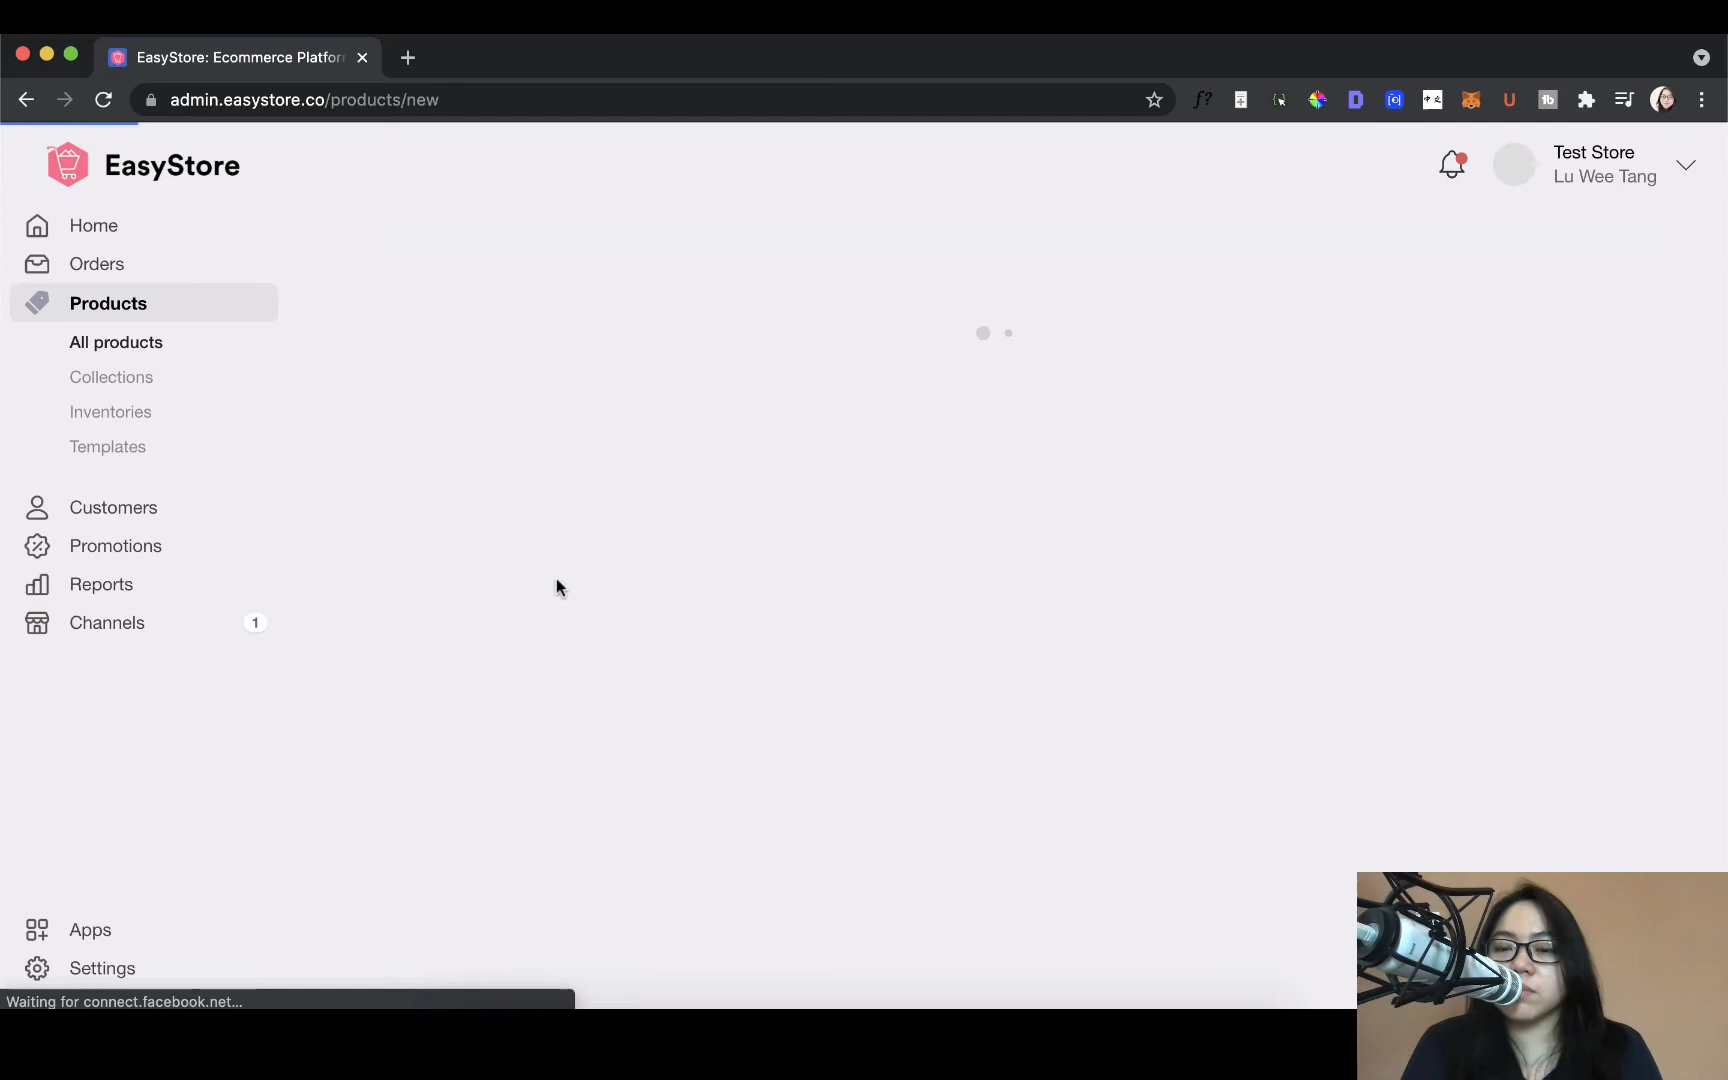 EasyStore: Ecommerce Platfor
admin.easystore.co/products/new
EasyStore
Test Store
Lu Wee Tang
Home
Orders
Products
All products
Collections
Inventories
Templates
Customers
Promotions
Reports
Channels 1
Apps
Settings
Waiting for connect.facebook.net...